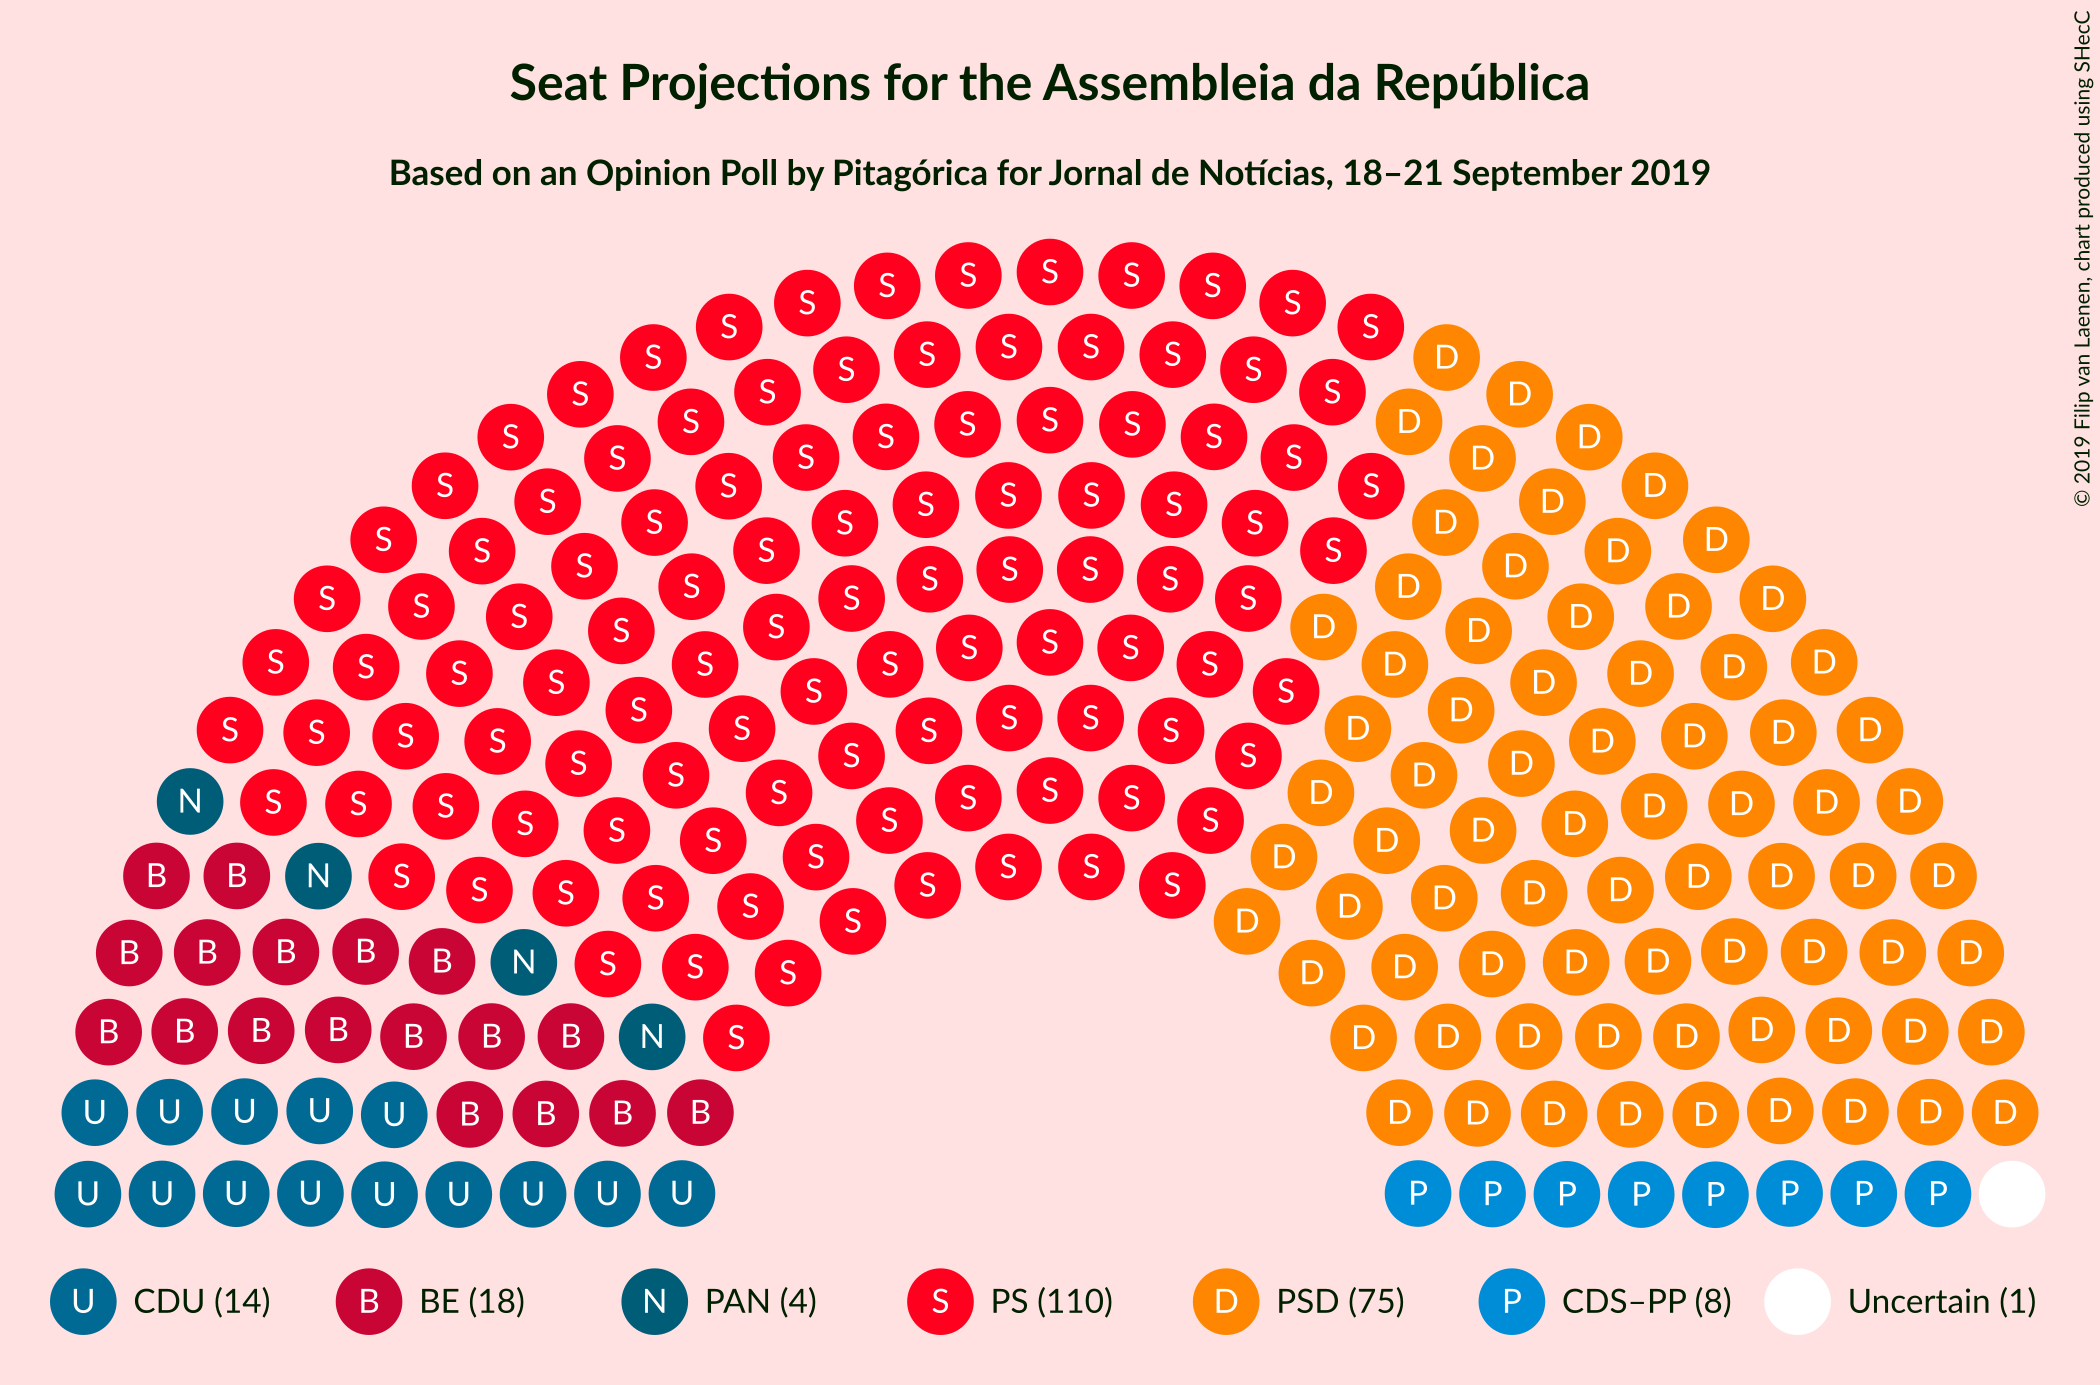 Seat Projections for the Assembleia da República
Based on an Opinion Poll by Pitagórica for Jornal de Notícias, 18–21 September 2019
© 2019 Filip van Laenen, chart produced using SHecC
S S S S S S S
S S S S S S S D
S S S S S D
S S S S S S S D D
S S S S S S D D
S S S S S S S S D D
S S S S S D D D
S S S S S S S S D D
S S S S D D D D
S S S S S S S S S D D D D
S S S S D D
S S S S S S S S S D D D D D
S S S S S S D D D
N S S S S S S S S S D D D D D D
S S S S D D
B B N S S S S S S S D D D D D D D D
S D
B B B B B N S S S D D D D D D D D D
B B B B B B B N S D D D D D D D D D
U U U U U B B B B D D D D D D D D D
U U U U U U U U U P P P P P P P P
U CDU (14) B BE (18) N PAN (4) S PS (110) D PSD (75) P CDS–PP (8) Uncertain (1)